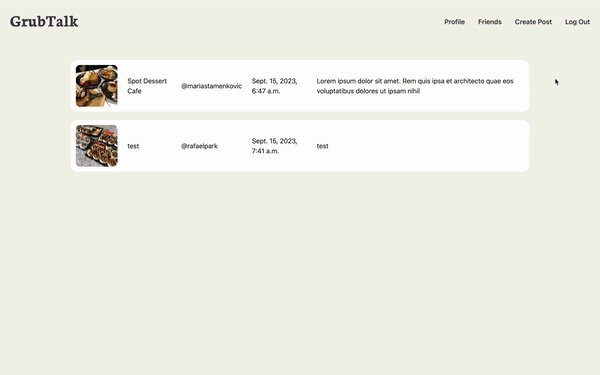 GrubTalk
Profile Friends Create Post Log Out
Spot Dessert
Cafe
@mariastamenkovic
Sept. 15, 2023,
6:47 a.m.
Lorem ipsum dolor sit amet. Rem quis ipsa et architecto quae eos
voluptatibus dolores ut ipsam nihil
test
@rafaelpark
Sept. 15, 2023,
7:41 a.m.
test